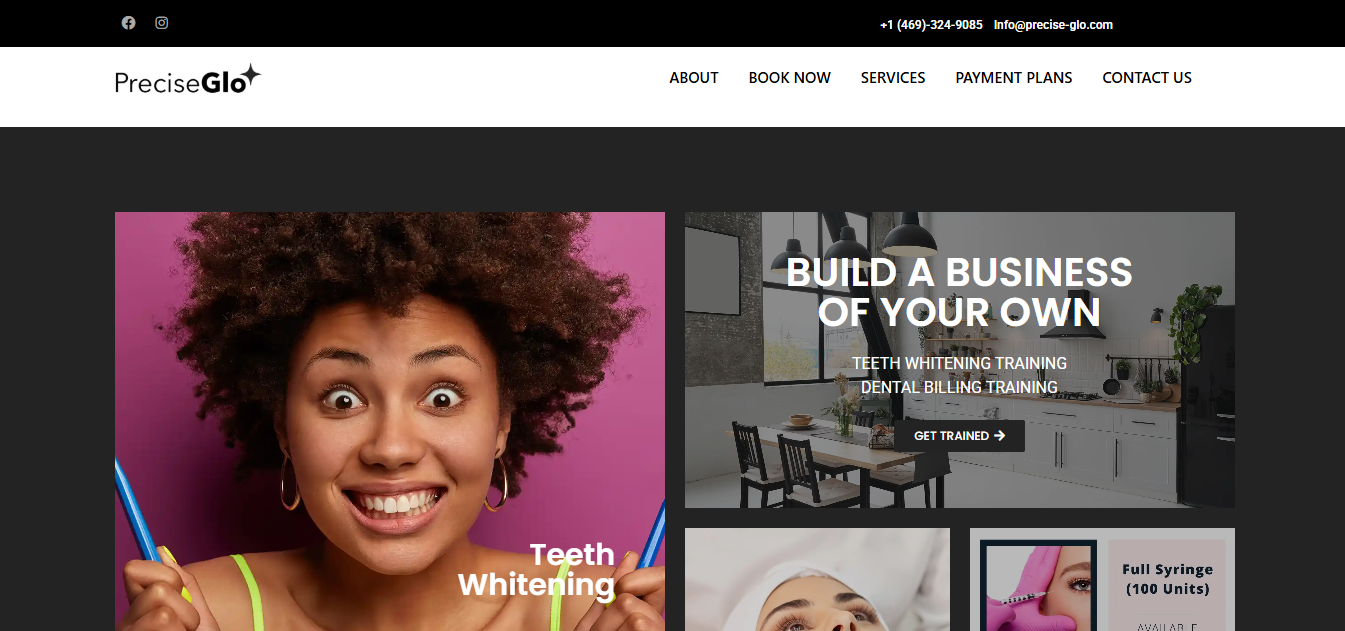 +1 (469)-324-9085 Info@precise-glo.com
PreciseGlo
ABOUT BOOK NOW SERVICES PAYMENT PLANS CONTACT US
Teeth
Whitening
BUILD A BUSINESS
OF YOUR OWN
TEETH WHITENING TRAINING
DENTAL BILLING TRAINING
GET TRAINED
Full Syringe
(100 Units)
AVAILABLE